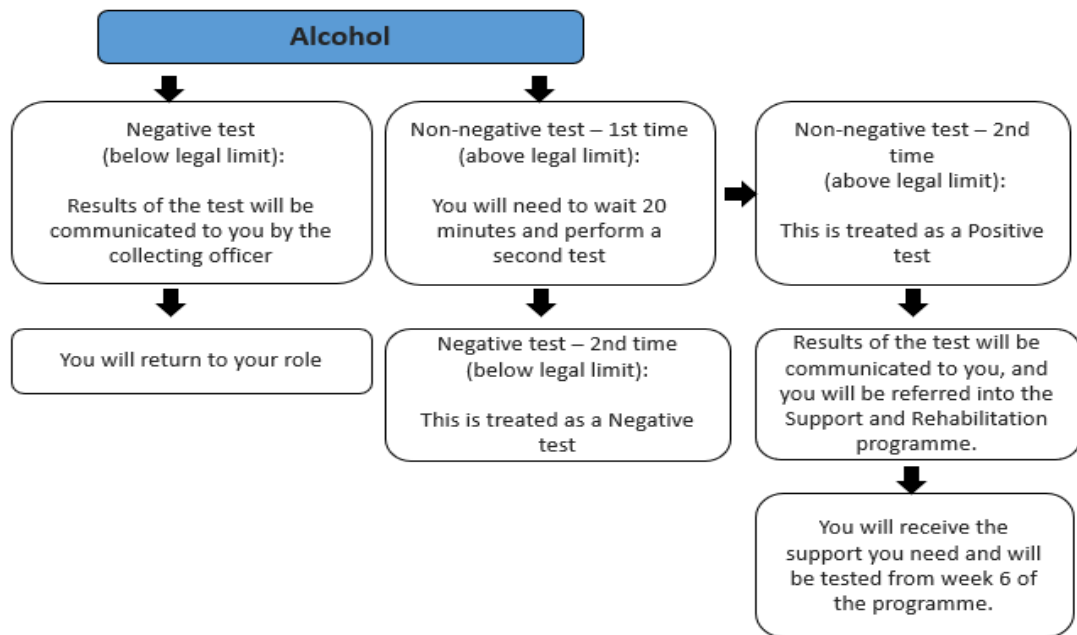 Alcohol
Negative test
(below legal limit):
Results of the test will be
communicated to you by the
collecting officer
You will return to your role
Non-negative test – 1st time
(above legal limit):
You will need to wait 20
minutes and perform a
second test
Negative test – 2nd time
(below legal limit):
This is treated as a Negative
test
Non-negative test – 2nd
time
(above legal limit):
This is treated as a Positive
test
Results of the test will be
communicated to you, and
you will be referred into the
Support and Rehabilitation
programme.
You will receive the
support you need and will
be tested from week 6 of
the programme.